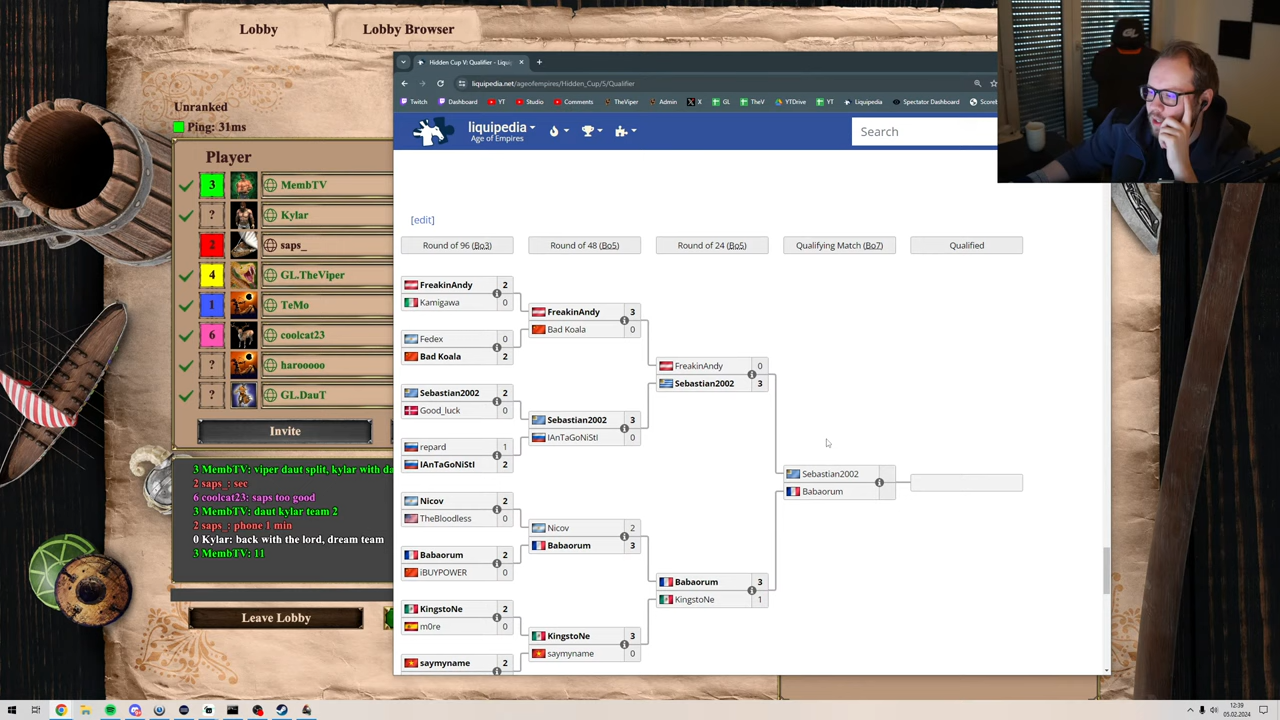 Lobby
Lobby Browser
Unranked
Ping: 31ms
Player
3 MembTV
? Kylar
2 saps_
4 GL.TheViper
1 TeMo
6 coolcat23
? harooooo
? GL.DauT
Invite
3 MembTV: viper daut split, kylar with da
2 saps_: sec
6 coolcat23: saps too good
3 MembTV: daut kylar team 2
2 saps_: phone 1 min
0 Kylar: back with the lord, dream team
3 MembTV: 11
Leave Lobby
Hidden Cup V: Qualifier - Liqu
liquipedia.net/ageofempires/Hidden_Cup/5/Qualifier
Twitch Dashboard YT Studio Comments TheViper Admin X GL TheV YTDrive YT Liquipedia Spectator Dashboard Scoreb
liquipedia
Age of Empires
Search
[edit]
Round of 96 (Bo3) Round of 48 (Bo5) Round of 24 (Bo5) Qualifying Match (Bo7) Qualified
FreakinAndy 2
Kamigawa 0
Fedex 0
Bad Koala 2
Sebastian2002 2
Good_luck 0
repard 1
IAnTaGoNiStI 2
Nicov 2
TheBloodless 0
Babaorum 2
iBUYPOWER 0
KingstoNe 2
m0re 0
saymyname 2
FreakinAndy 3
Bad Koala 0
Sebastian2002 3
IAnTaGoNiStI 0
Nicov 2
Babaorum 3
KingstoNe 3
saymyname 0
FreakinAndy 0
Sebastian2002 3
Babaorum 3
KingstoNe 1
Sebastian2002
Babaorum
GL
12:39
05.02.2024